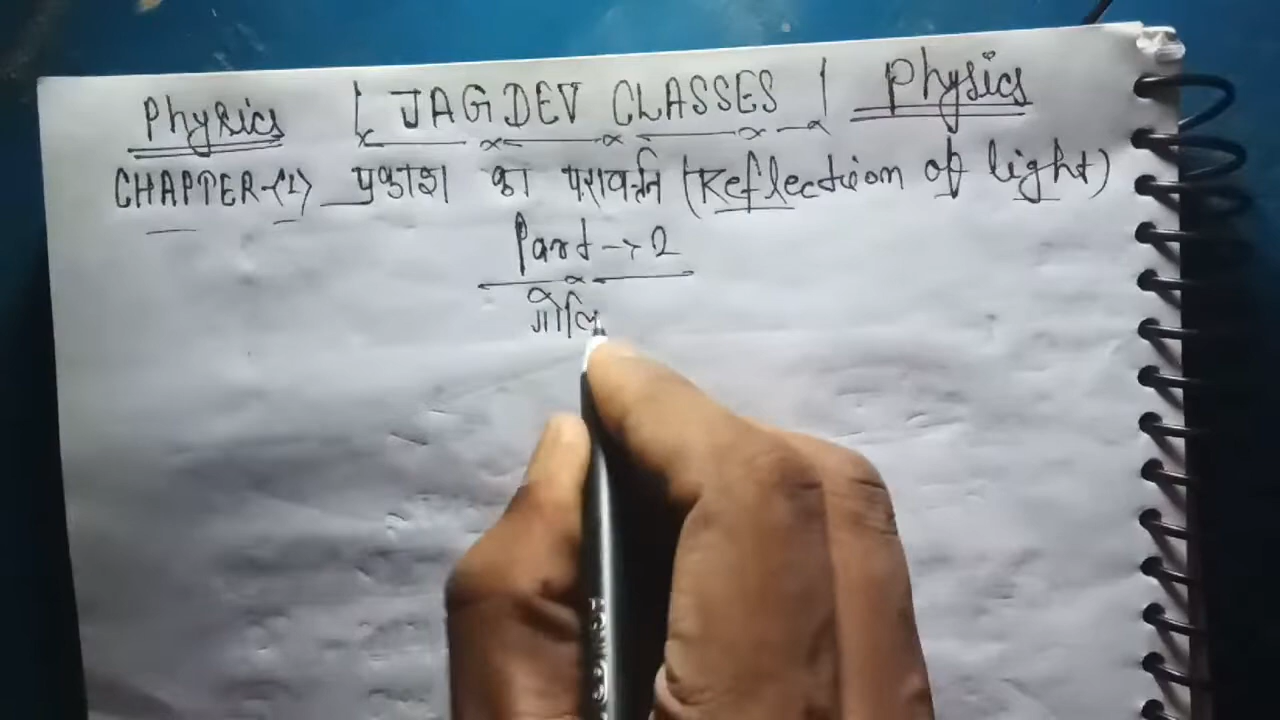 Physics [ JAGDEV CLASSES ] Physics
CHAPTER-(1) प्रकाश का परावर्तन (Reflection of light)
Part → 2
गोलि